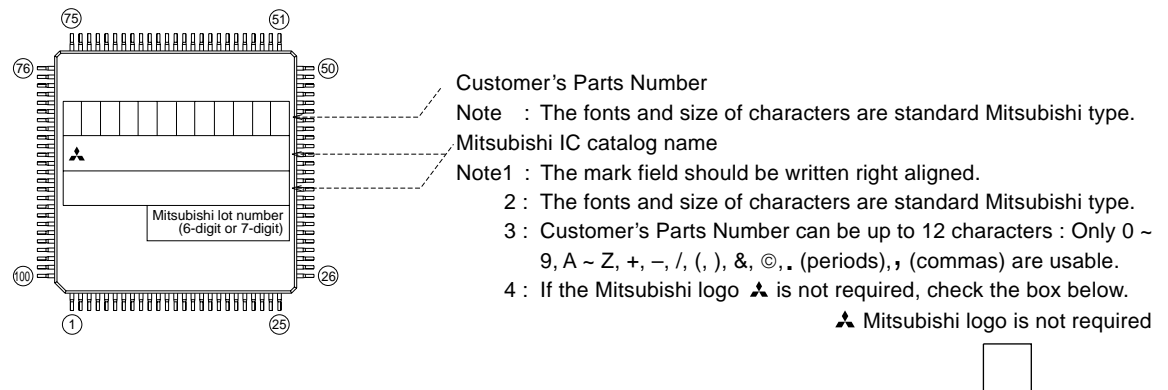 75 51
76 50
Customer's Parts Number
Note : The fonts and size of characters are standard Mitsubishi type.
Mitsubishi IC catalog name
Note1 : The mark field should be written right aligned.
2 : The fonts and size of characters are standard Mitsubishi type.
3 : Customer's Parts Number can be up to 12 characters : Only 0 ~
9, A ~ Z, +, –, /, (, ), &, ©, . (periods), , (commas) are usable.
4 : If the Mitsubishi logo is not required, check the box below.
Mitsubishi logo is not required
Mitsubishi lot number
(6-digit or 7-digit)
100 26
1 25